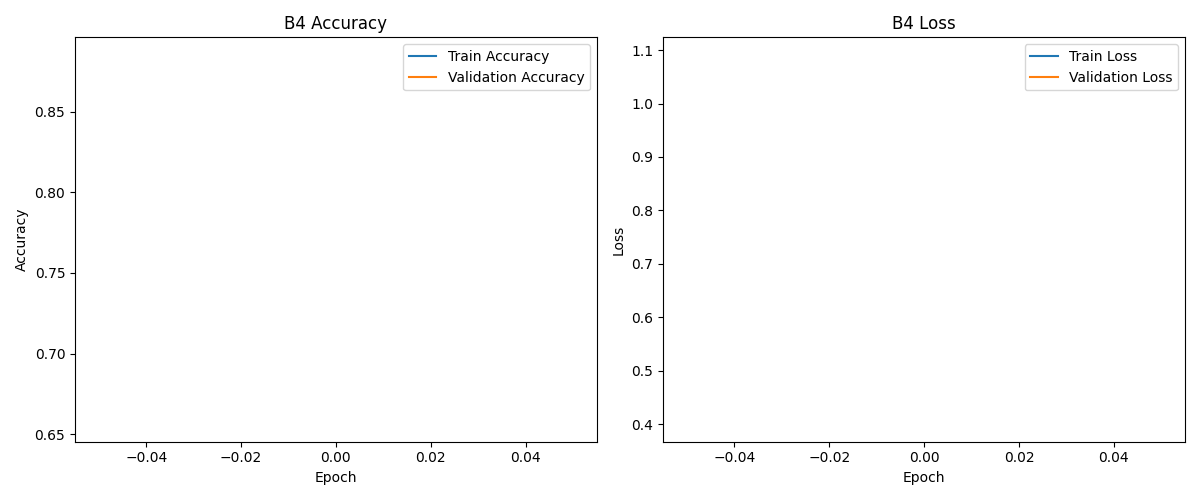 B4 Accuracy
Train Accuracy
Validation Accuracy
0.85
0.80
0.75
0.70
0.65
Accuracy
−0.04 −0.02 0.00 0.02 0.04
Epoch
B4 Loss
Train Loss
Validation Loss
1.1
1.0
0.9
0.8
0.7
0.6
0.5
0.4
Loss
−0.04 −0.02 0.00 0.02 0.04
Epoch